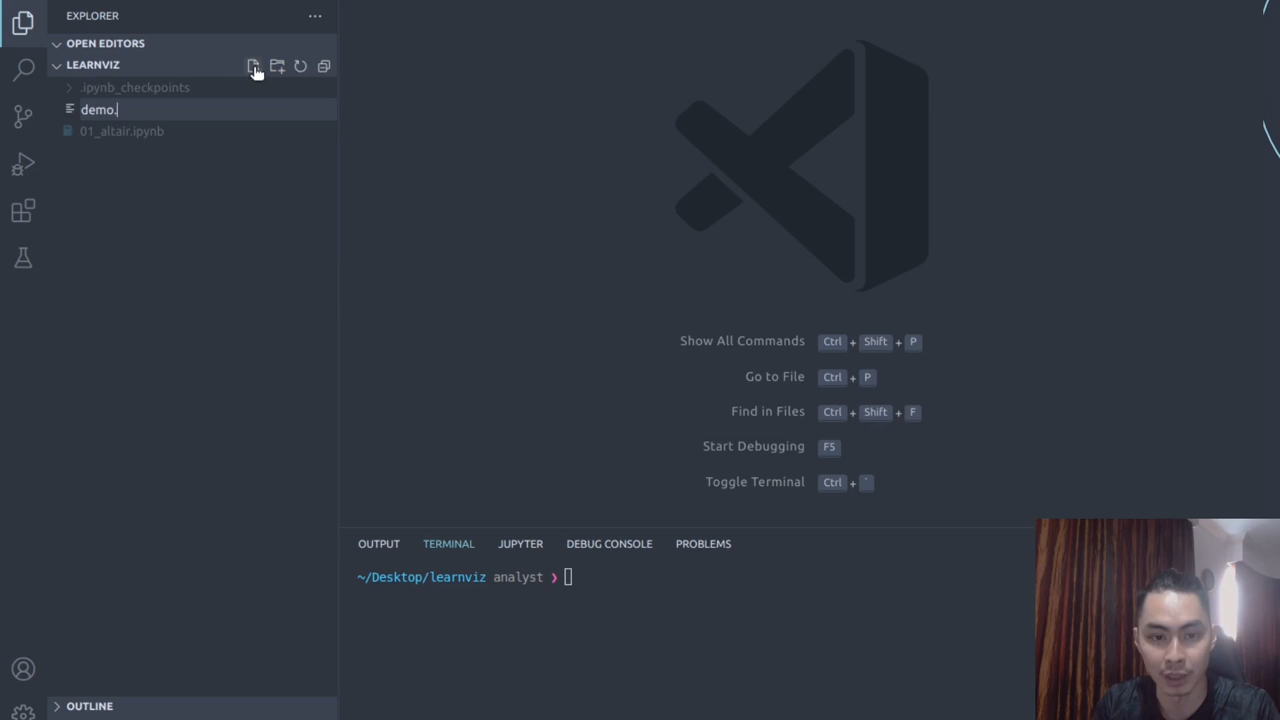 EXPLORER
OPEN EDITORS
LEARNVIZ
.ipynb_checkpoints
demo.
01_altair.ipynb
Show All Commands Ctrl + Shift + P
Go to File Ctrl + P
Find in Files Ctrl + Shift + F
Start Debugging F5
Toggle Terminal Ctrl + `
OUTPUT TERMINAL JUPYTER DEBUG CONSOLE PROBLEMS
~/Desktop/learnviz analyst ❯
OUTLINE